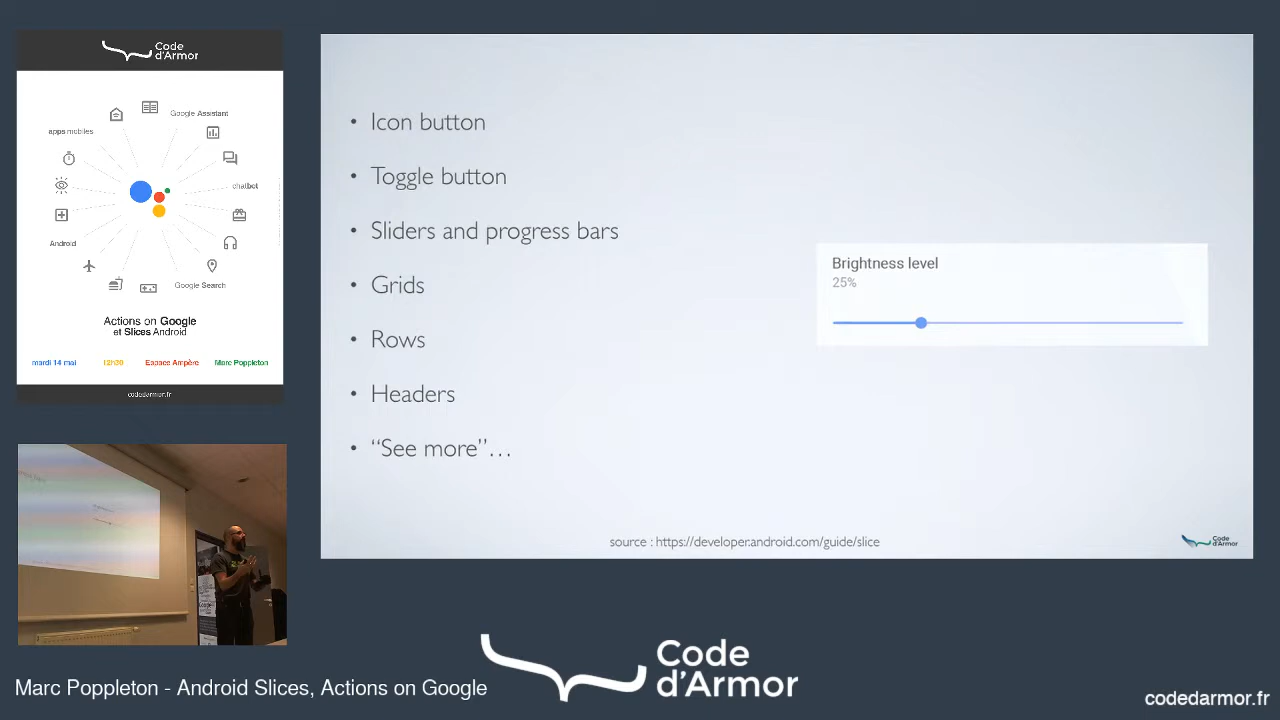 Code
d'Armor
Google Assistant
apps mobiles
chatbot
Android
Google Search
Actions on Google
et Slices Android
mardi 14 mai
12h30
Espace Ampère
Marc Poppleton
codedarmor.fr
• Icon button
• Toggle button
• Sliders and progress bars
• Grids
• Rows
• Headers
• “See more”…
Brightness level
25%
source : https://developer.android.com/guide/slice
Code
d'Armor
Marc Poppleton - Android Slices, Actions on Google
Code
d'Armor
codedarmor.fr